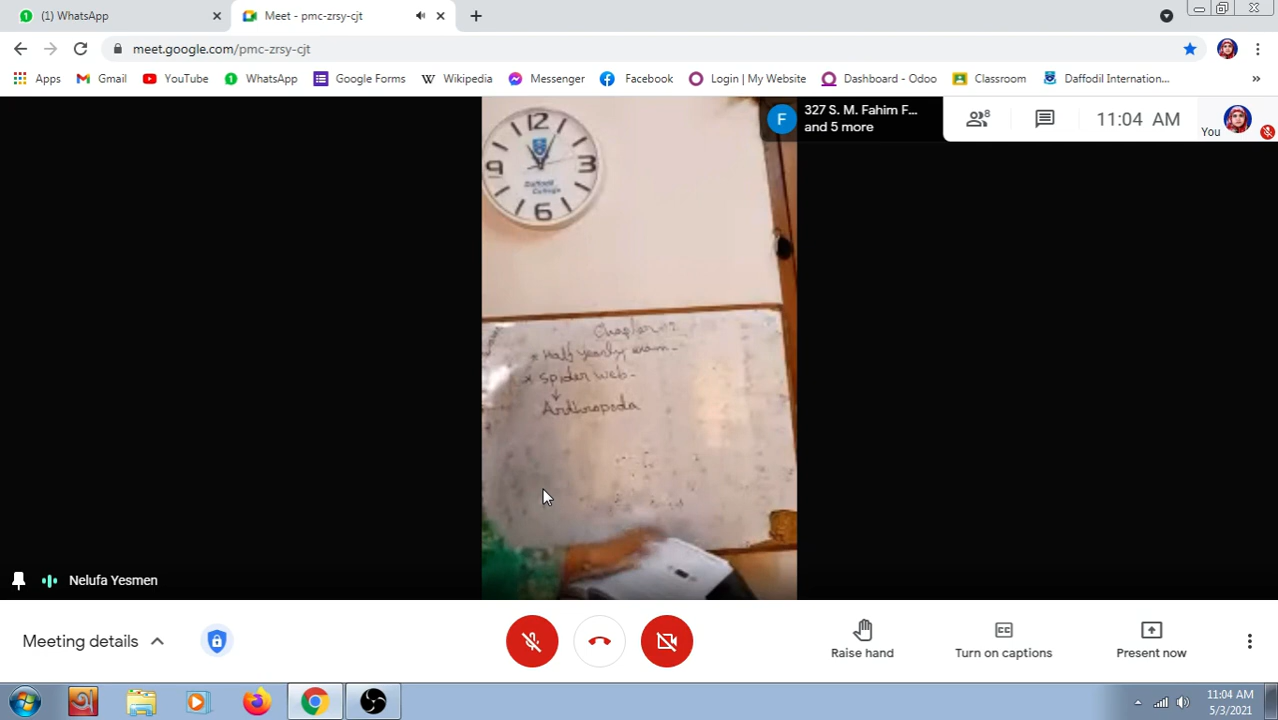 (1) WhatsApp
Meet - pmc-zrsy-cjt
meet.google.com/pmc-zrsy-cjt
Apps
Gmail
YouTube
WhatsApp
Google Forms
Wikipedia
Messenger
Facebook
Login | My Website
Dashboard - Odoo
Classroom
Daffodil Internation...
327 S. M. Fahim F...
and 5 more
F
8
11:04 AM
You
12
3
6
9
Daffodil
College
Chapter
* Half Yearly exam -
* Spider web -
↓
Arthropoda
Nelufa Yesmen
Meeting details
Raise hand
Turn on captions
Present now
11:04 AM
5/3/2021